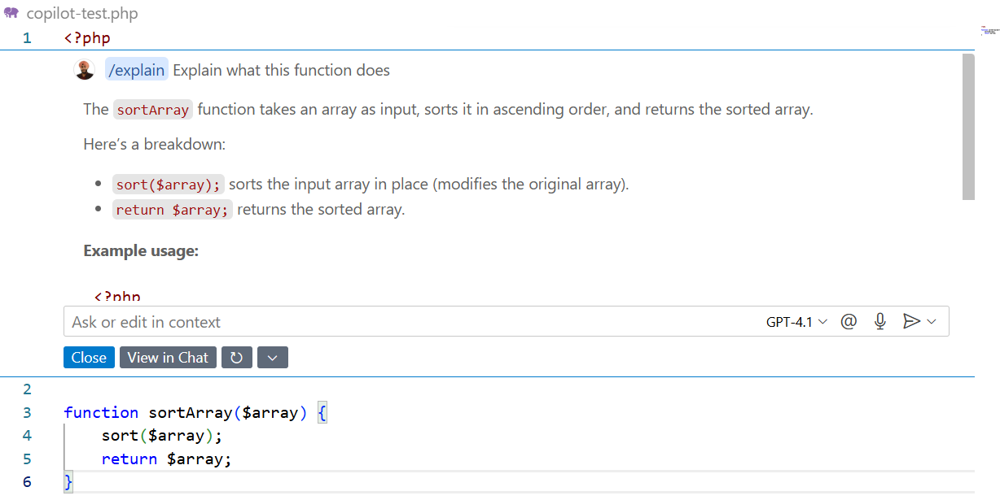 copilot-test.php
1 <?php
/explain Explain what this function does
The sortArray function takes an array as input, sorts it in ascending order, and returns the sorted array.
Here’s a breakdown:
• sort($array); sorts the input array in place (modifies the original array).
• return $array; returns the sorted array.
Example usage:
<?php
Ask or edit in context GPT-4.1 @
Close View in Chat
2
3 function sortArray($array) {
4 sort($array);
5 return $array;
6 }